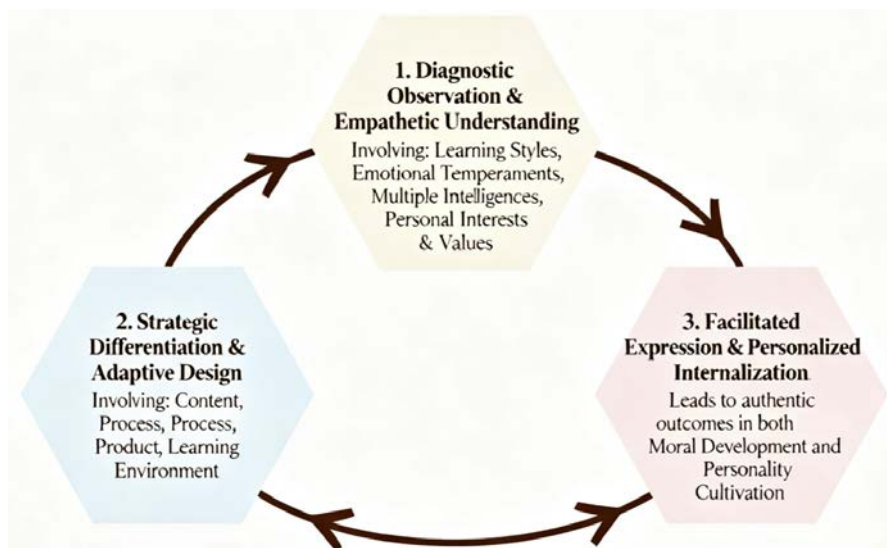 1. Diagnostic
Observation &
Empathetic Understanding
Involving: Learning Styles,
Emotional Temperaments,
Multiple Intelligences,
Personal Interests
& Values
2. Strategic
Differentiation &
Adaptive Design
Involving: Content,
Process, Process,
Product, Learning
Environment
3. Facilitated
Expression & Personalized
Internalization
Leads to authentic
outcomes in both
Moral Development and
Personality
Cultivation